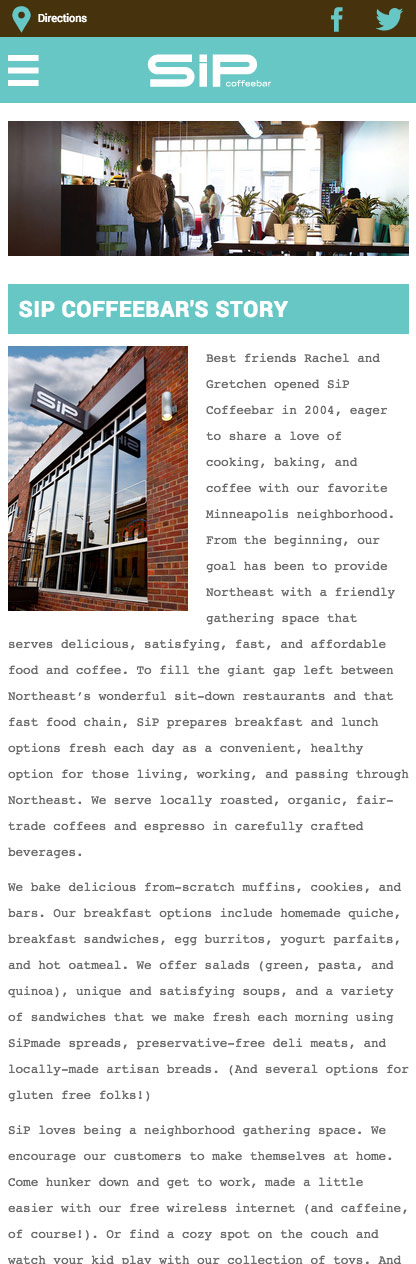 Directions
SiP
coffeebar
SIP COFFEEBAR'S STORY
SiP
Best friends Rachel and
Gretchen opened SiP
Coffeebar in 2004, eager
to share a love of
cooking, baking, and
coffee with our favorite
Minneapolis neighborhood.
From the beginning, our
goal has been to provide
Northeast with a friendly
gathering space that
serves delicious, satisfying, fast, and affordable
food and coffee. To fill the giant gap left between
Northeast’s wonderful sit-down restaurants and that
fast food chain, SiP prepares breakfast and lunch
options fresh each day as a convenient, healthy
option for those living, working, and passing through
Northeast. We serve locally roasted, organic, fair-
trade coffees and espresso in carefully crafted
beverages.
We bake delicious from-scratch muffins, cookies, and
bars. Our breakfast options include homemade quiche,
breakfast sandwiches, egg burritos, yogurt parfaits,
and hot oatmeal. We offer salads (green, pasta, and
quinoa), unique and satisfying soups, and a variety
of sandwiches that we make fresh each morning using
SiPmade spreads, preservative-free deli meats, and
locally-made artisan breads. (And several options for
gluten free folks!)
SiP loves being a neighborhood gathering space. We
encourage our customers to make themselves at home.
Come hunker down and get to work, made a little
easier with our free wireless internet (and caffeine,
of course!). Or find a cozy spot on the couch and
watch your kid play with our collection of toys. And